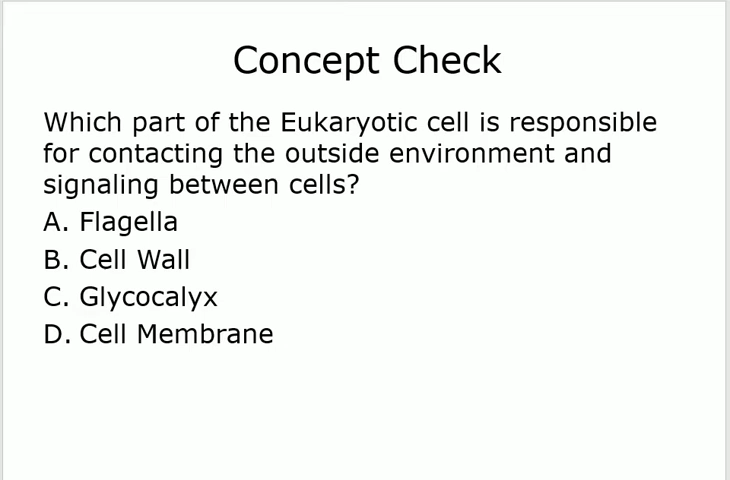 Concept Check
Which part of the Eukaryotic cell is responsible
for contacting the outside environment and
signaling between cells?
A. Flagella
B. Cell Wall
C. Glycocalyx
D. Cell Membrane